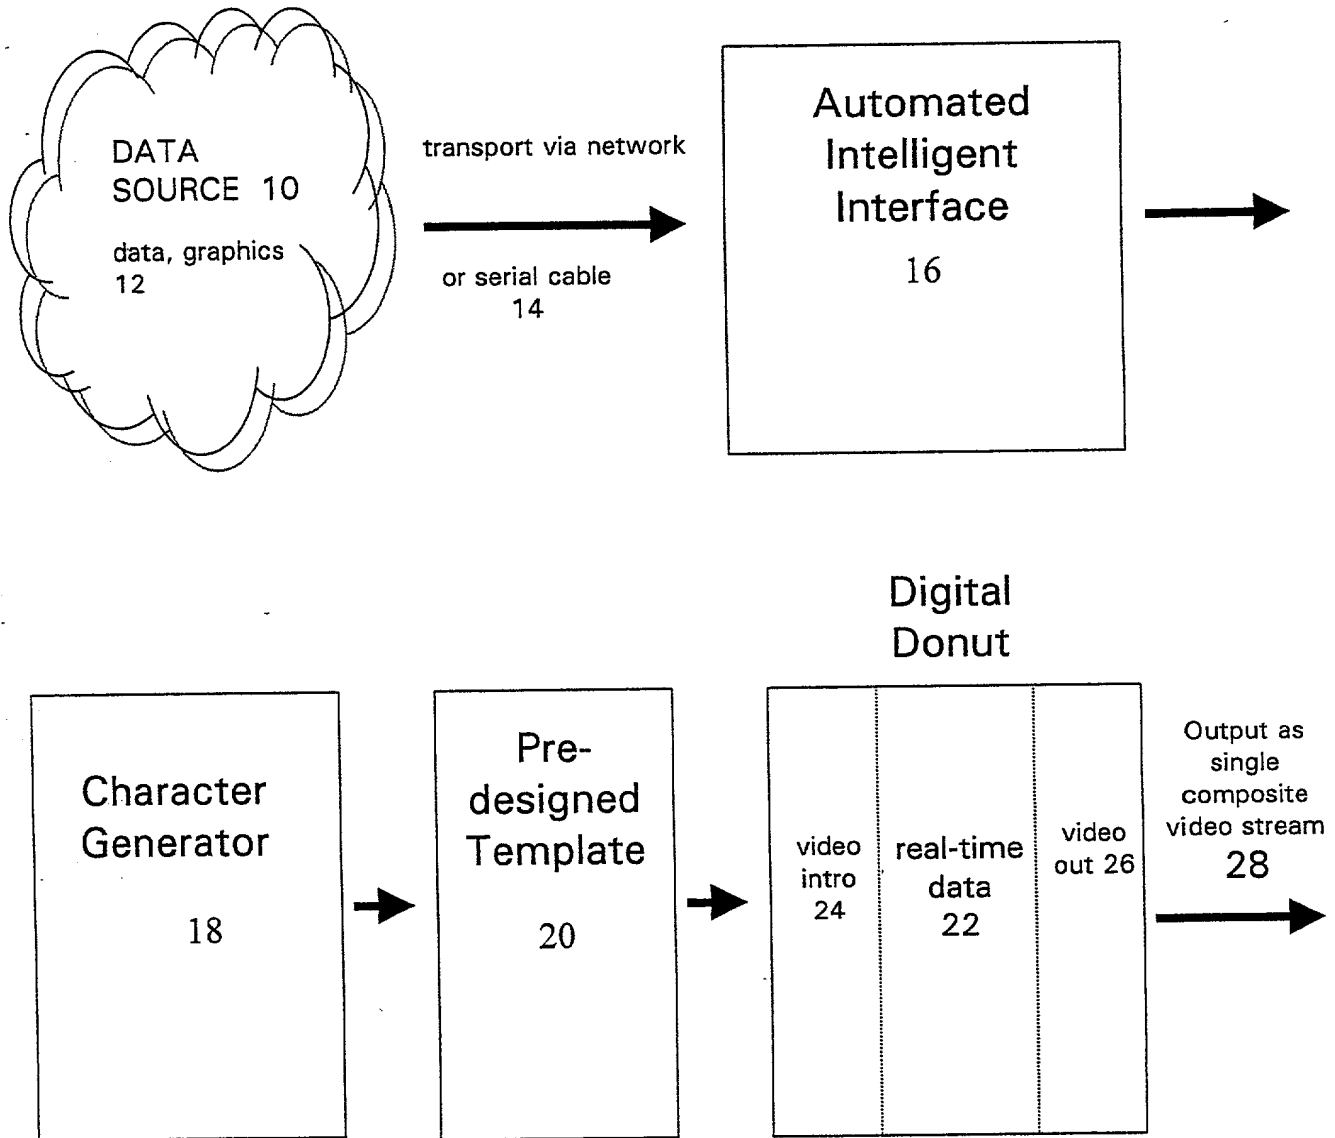 DATA
SOURCE 10
data, graphics
12
transport via network
or serial cable
14
Automated
Intelligent
Interface
16
Character
Generator
18
Pre-
designed
Template
20
Digital
Donut
video
intro
24
real-time
data
22
video
out 26
Output as
single
composite
video stream
28